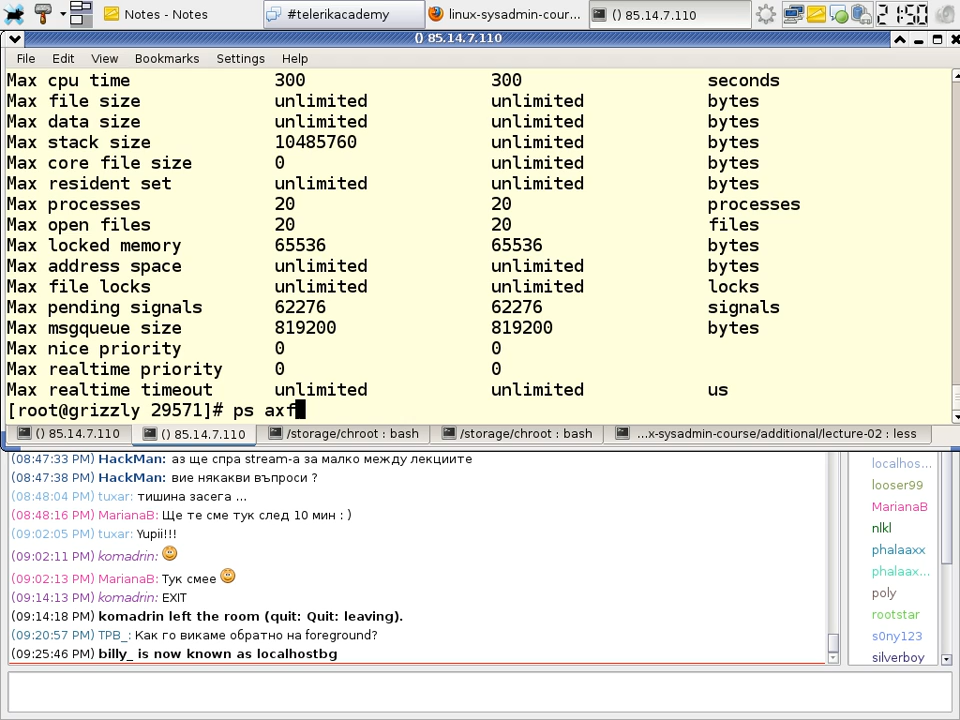 Notes - Notes
#telerikacademy
linux-sysadmin-cour...
() 85.14.7.110
21:50
() 85.14.7.110
File Edit View Bookmarks Settings Help
Max cpu time 300 300 seconds
Max file size unlimited unlimited bytes
Max data size unlimited unlimited bytes
Max stack size 10485760 unlimited bytes
Max core file size 0 unlimited bytes
Max resident set unlimited unlimited bytes
Max processes 20 20 processes
Max open files 20 20 files
Max locked memory 65536 65536 bytes
Max address space unlimited unlimited bytes
Max file locks unlimited unlimited locks
Max pending signals 62276 62276 signals
Max msgqueue size 819200 819200 bytes
Max nice priority 0 0
Max realtime priority 0 0
Max realtime timeout unlimited unlimited us
[root@grizzly 29571]# ps axf
() 85.14.7.110
() 85.14.7.110
/storage/chroot : bash
/storage/chroot : bash
...x-sysadmin-course/additional/lecture-02 : less
(08:47:33 PM) HackMan: аз ще спра stream-а за малко между лекциите
(08:47:38 PM) HackMan: вие някакви въпроси ?
(08:48:04 PM) tuxar: тишина засега ...
(08:48:16 PM) MarianaB: Ще те сме тук след 10 мин : )
(09:02:05 PM) tuxar: Yupii!!!
(09:02:11 PM) komadrin:
(09:02:13 PM) MarianaB: Тук смее
(09:14:13 PM) komadrin: EXIT
(09:14:18 PM) komadrin left the room (quit: Quit: leaving).
(09:20:57 PM) TPB_: Как го викаме обратно на foreground?
(09:25:46 PM) billy_ is now known as localhostbg
localhos...
looser99
MarianaB
nlkl
phalaaxx
phalaax...
poly
rootstar
s0ny123
silverboy